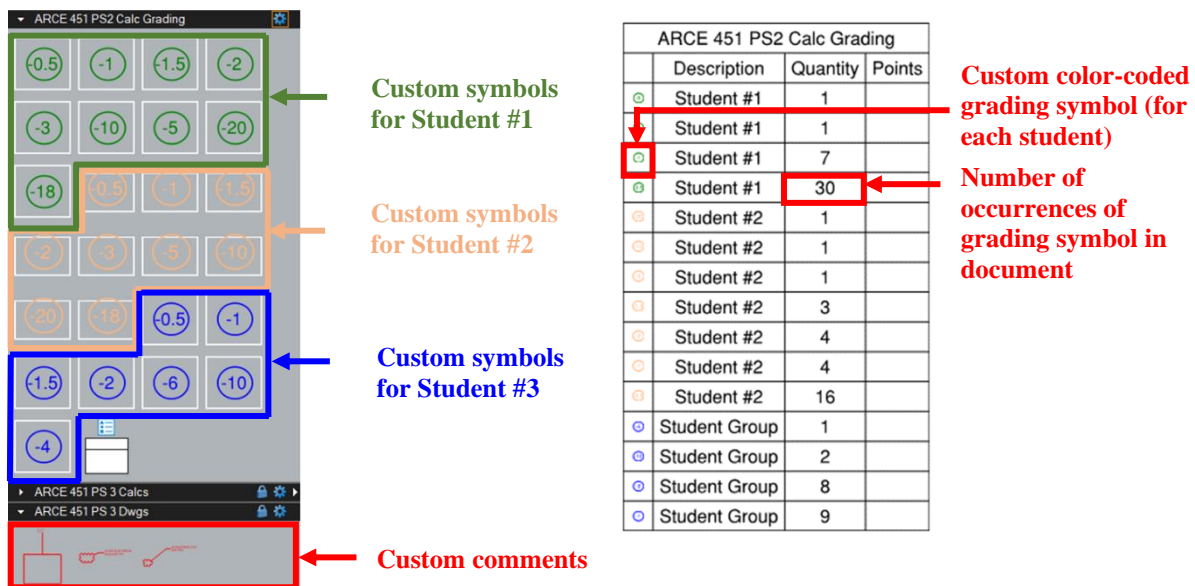 ARCE 451 PS2 Calc Grading
-0.5 -1 -1.5 -2
-3 -10 -5 -20
-18 -0.5 -1 -1.5
-2 -3 -5 -10
-20 -18 -0.5 -1
-1.5 -2 -6 -10
-4
ARCE 451 PS 3 Calcs
ARCE 451 PS 3 Dwgs
Custom symbols
for Student #1
Custom symbols
for Student #2
Custom symbols
for Student #3
Custom comments
ARCE 451 PS2 Calc Grading
Description Quantity Points
Student #1 1
Student #1 1
Student #1 7
Student #1 30
Student #2 1
Student #2 1
Student #2 1
Student #2 3
Student #2 4
Student #2 4
Student #2 16
Student Group 1
Student Group 2
Student Group 8
Student Group 9
Custom color-coded
grading symbol (for
each student)
Number of
occurrences of
grading symbol in
document